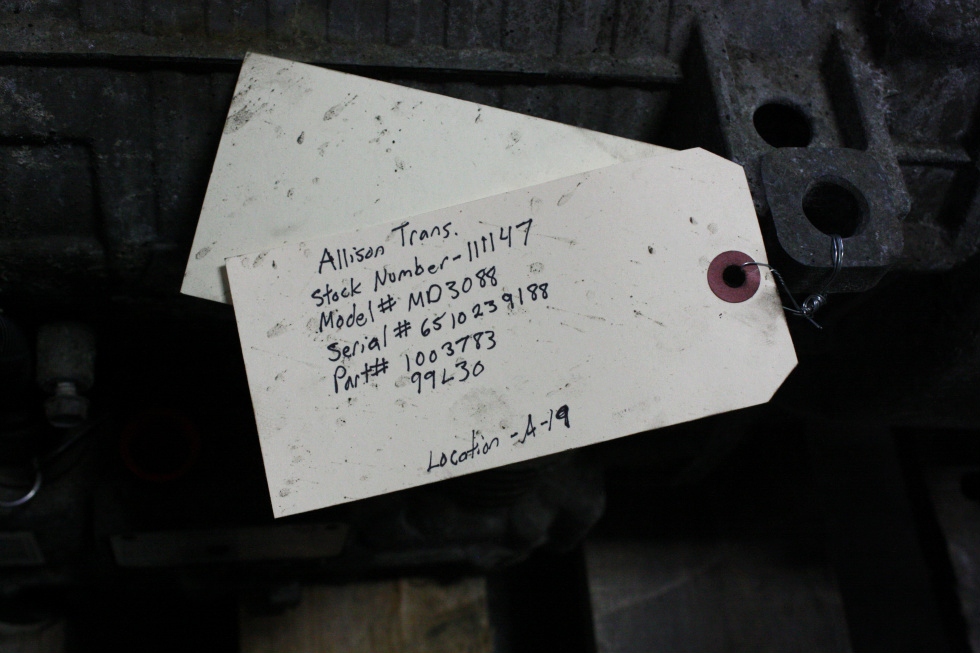 Allison Trans.
Stock Number-111147
Model# MD3088
Serial # 6510239188
Part# 1003783
99L30
Location -A-19